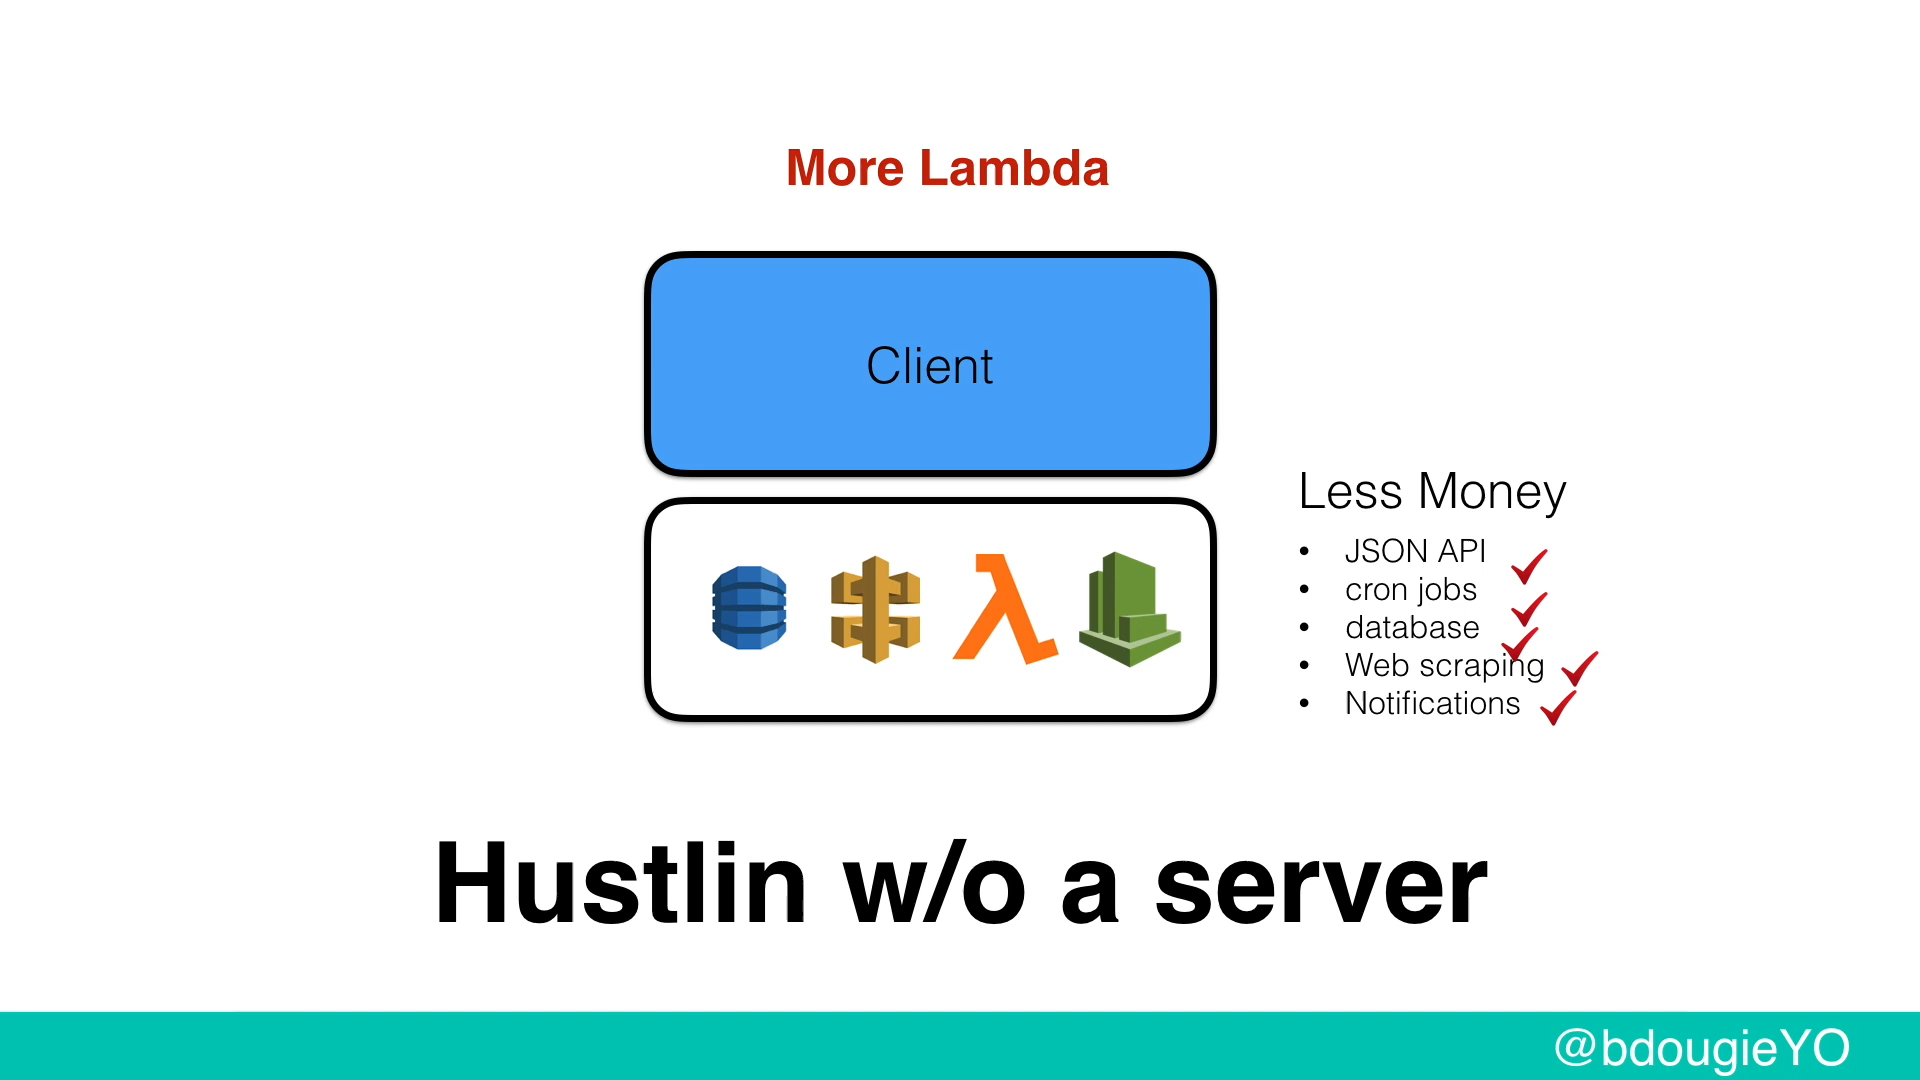 More Lambda
Client
Less Money
• JSON API
• cron jobs
• database
• Web scraping
• Notifications
Hustlin w/o a server
@bdougieYO